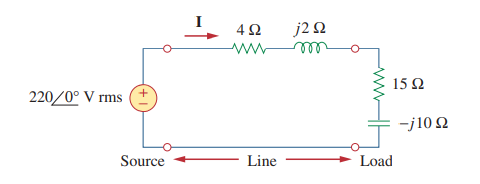 I
4 Ω
j2 Ω
15 Ω
220/0° V rms
+
−
−j10 Ω
Source
Line
Load